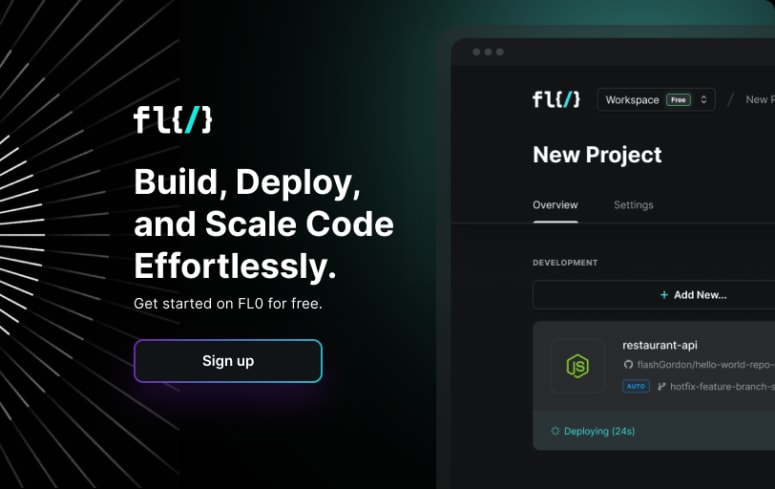 fl{/}
Build, Deploy,
and Scale Code
Effortlessly.
Get started on FL0 for free.
Sign up
fl{/} Workspace Free / New P
New Project
Overview Settings
DEVELOPMENT
+ Add New...
restaurant-api
flashGordon/hello-world-repo-
AUTO hotfix-feature-branch-s
JS
Deploying (24s)